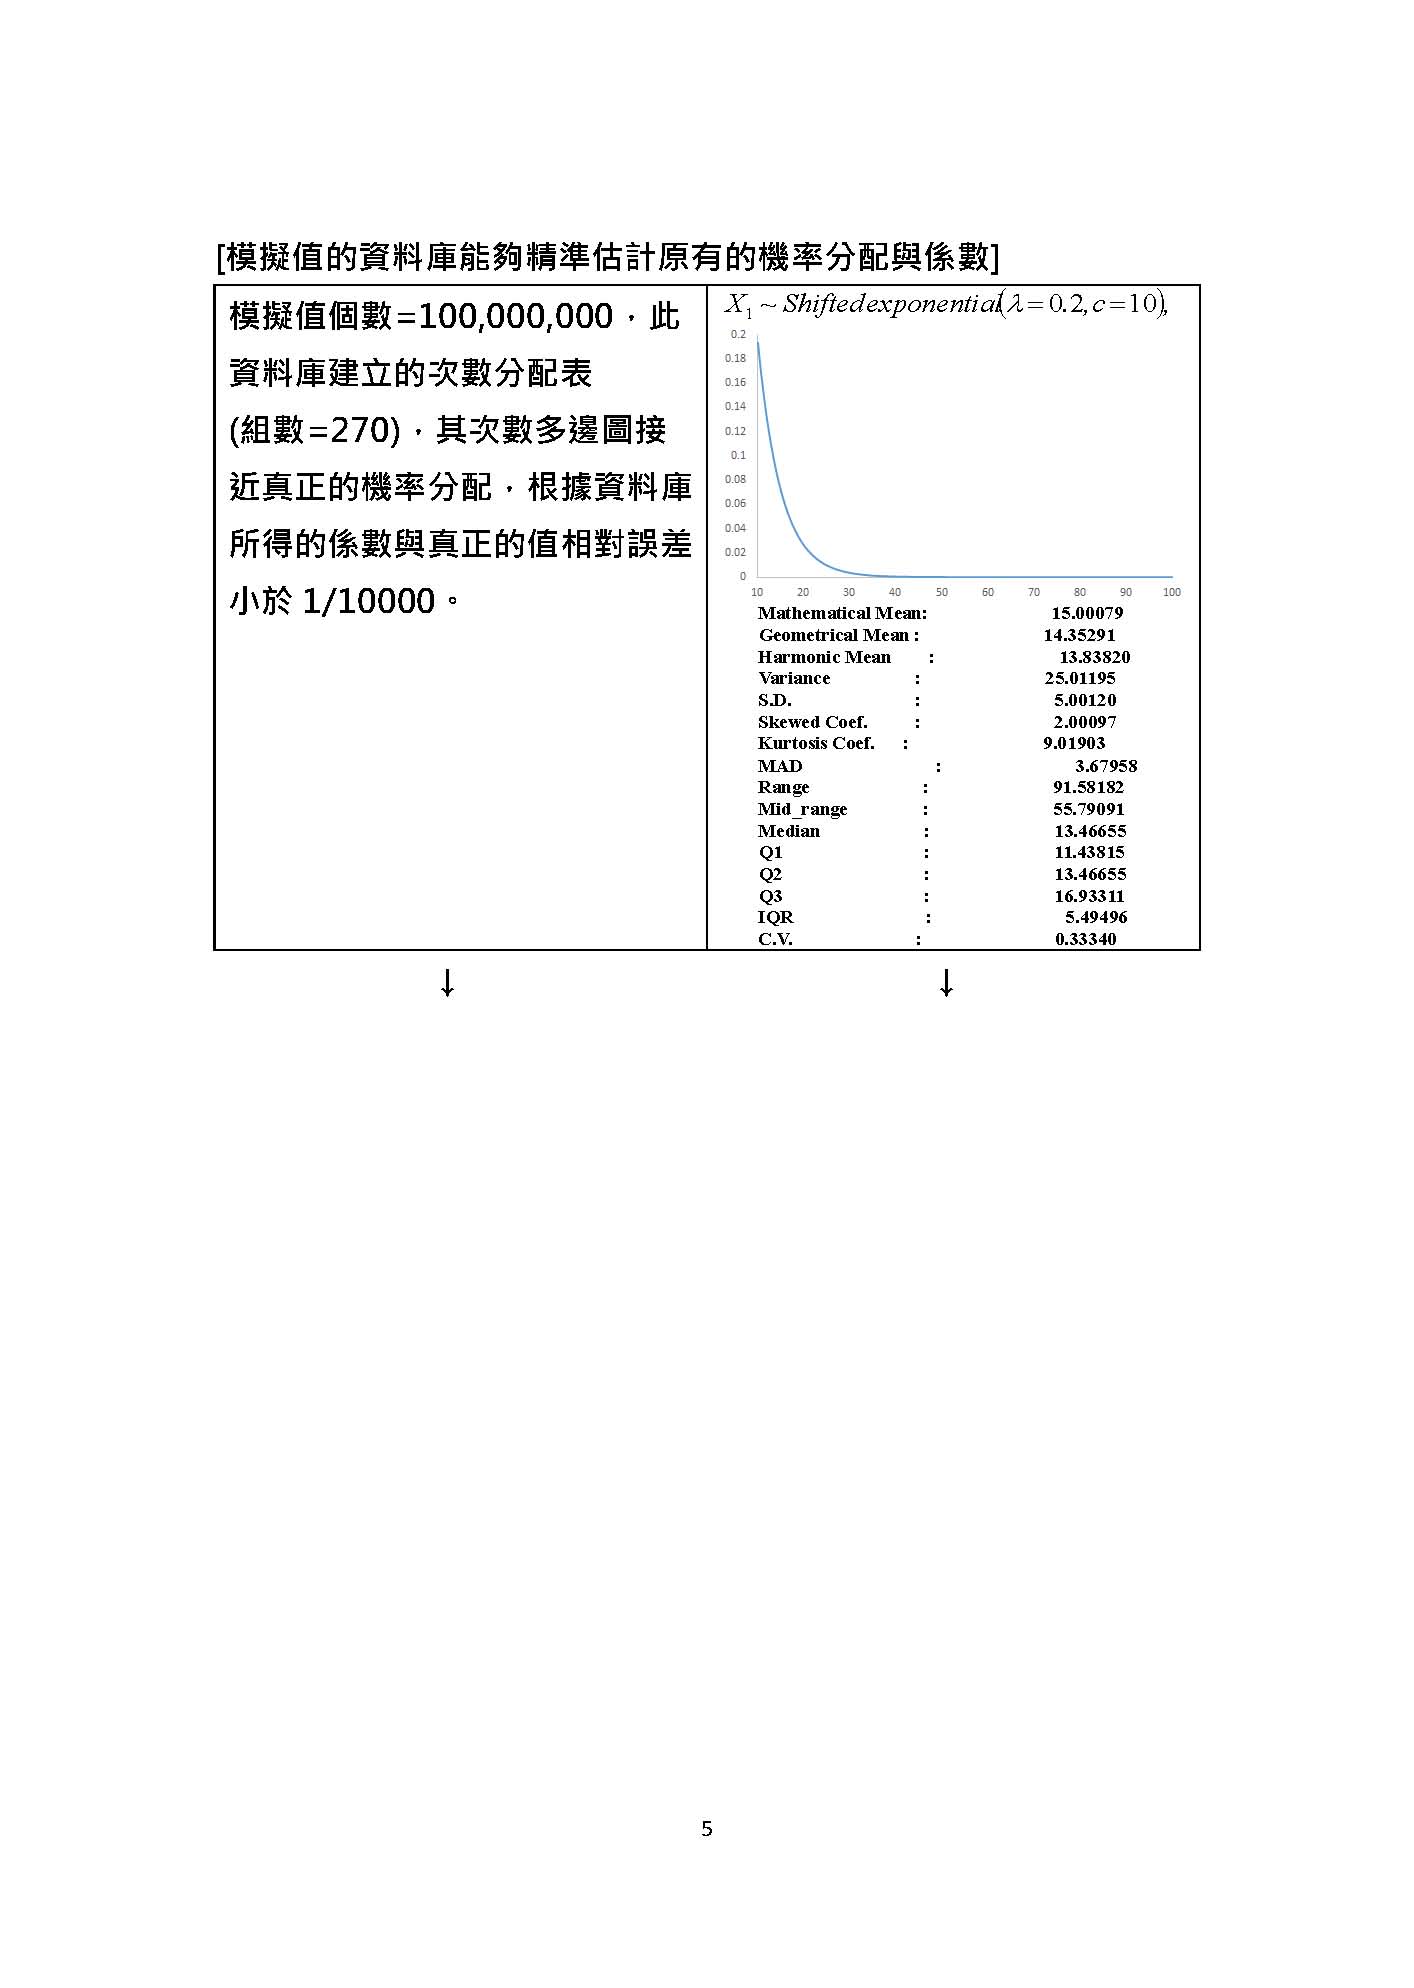 [模擬值的資料庫能夠精準估計原有的機率分配與係數]
模擬值個數=100,000,000，此
資料庫建立的次數分配表
(組數=270)，其次數多邊圖接
近真正的機率分配，根據資料庫
所得的係數與真正的值相對誤差
小於 1/10000。
X₁ ~ Shiftedexponential(λ=0.2,c=10),
0.2
0.18
0.16
0.14
0.12
0.1
0.08
0.06
0.04
0.02
0
10 20 30 40 50 60 70 80 90 100
Mathematical Mean: 15.00079
Geometrical Mean : 14.35291
Harmonic Mean : 13.83820
Variance : 25.01195
S.D. : 5.00120
Skewed Coef. : 2.00097
Kurtosis Coef. : 9.01903
MAD : 3.67958
Range : 91.58182
Mid_range : 55.79091
Median : 13.46655
Q1 : 11.43815
Q2 : 13.46655
Q3 : 16.93311
IQR : 5.49496
C.V. : 0.33340
↓ ↓
5